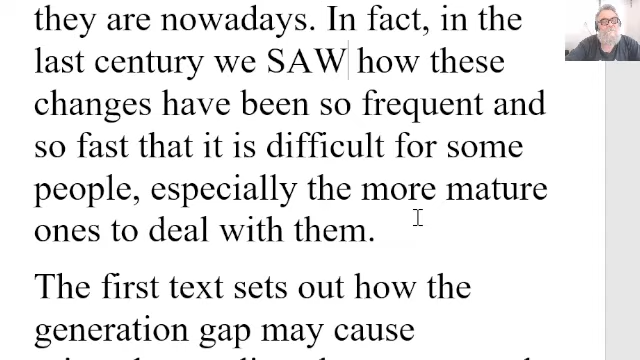 they are nowadays. In fact, in the
last century we SAW how these
changes have been so frequent and
so fast that it is difficult for some
people, especially the more mature
ones to deal with them.
The first text sets out how the
generation gap may cause